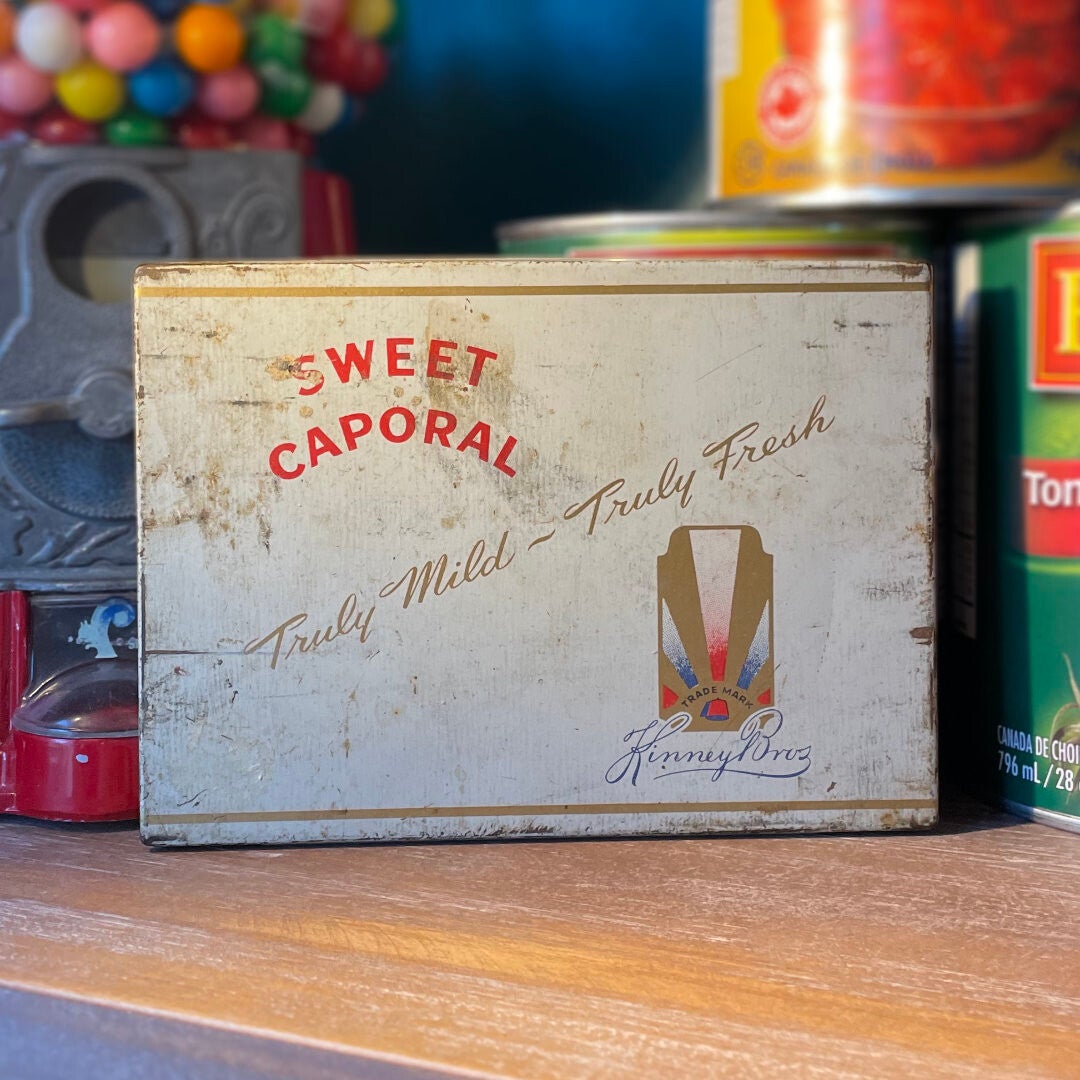 SWEET
CAPORAL
Truly Mild ~ Truly Fresh
TRADE MARK
Kinney Bros
Tom
CANADA DE CHOI
796 mL / 28